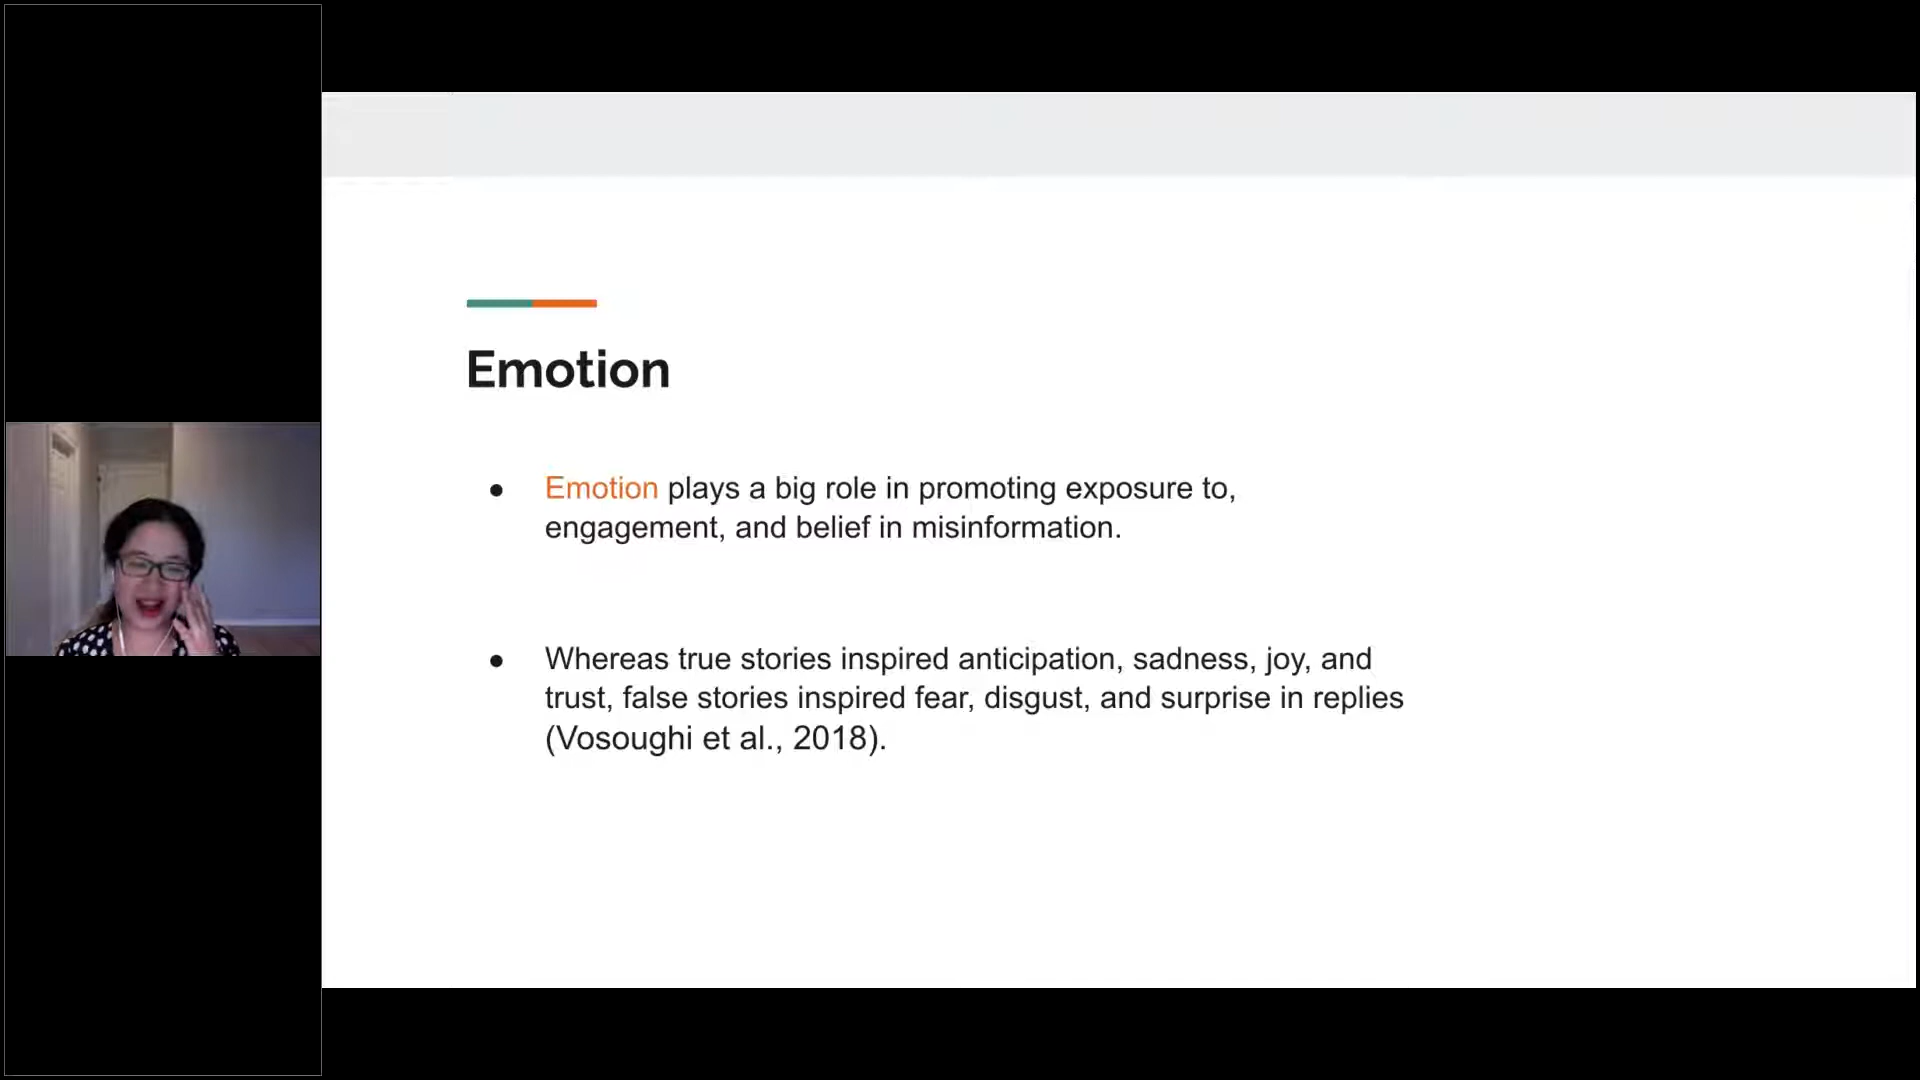 Emotion
● Emotion plays a big role in promoting exposure to,
engagement, and belief in misinformation.
● Whereas true stories inspired anticipation, sadness, joy, and
trust, false stories inspired fear, disgust, and surprise in replies
(Vosoughi et al., 2018).